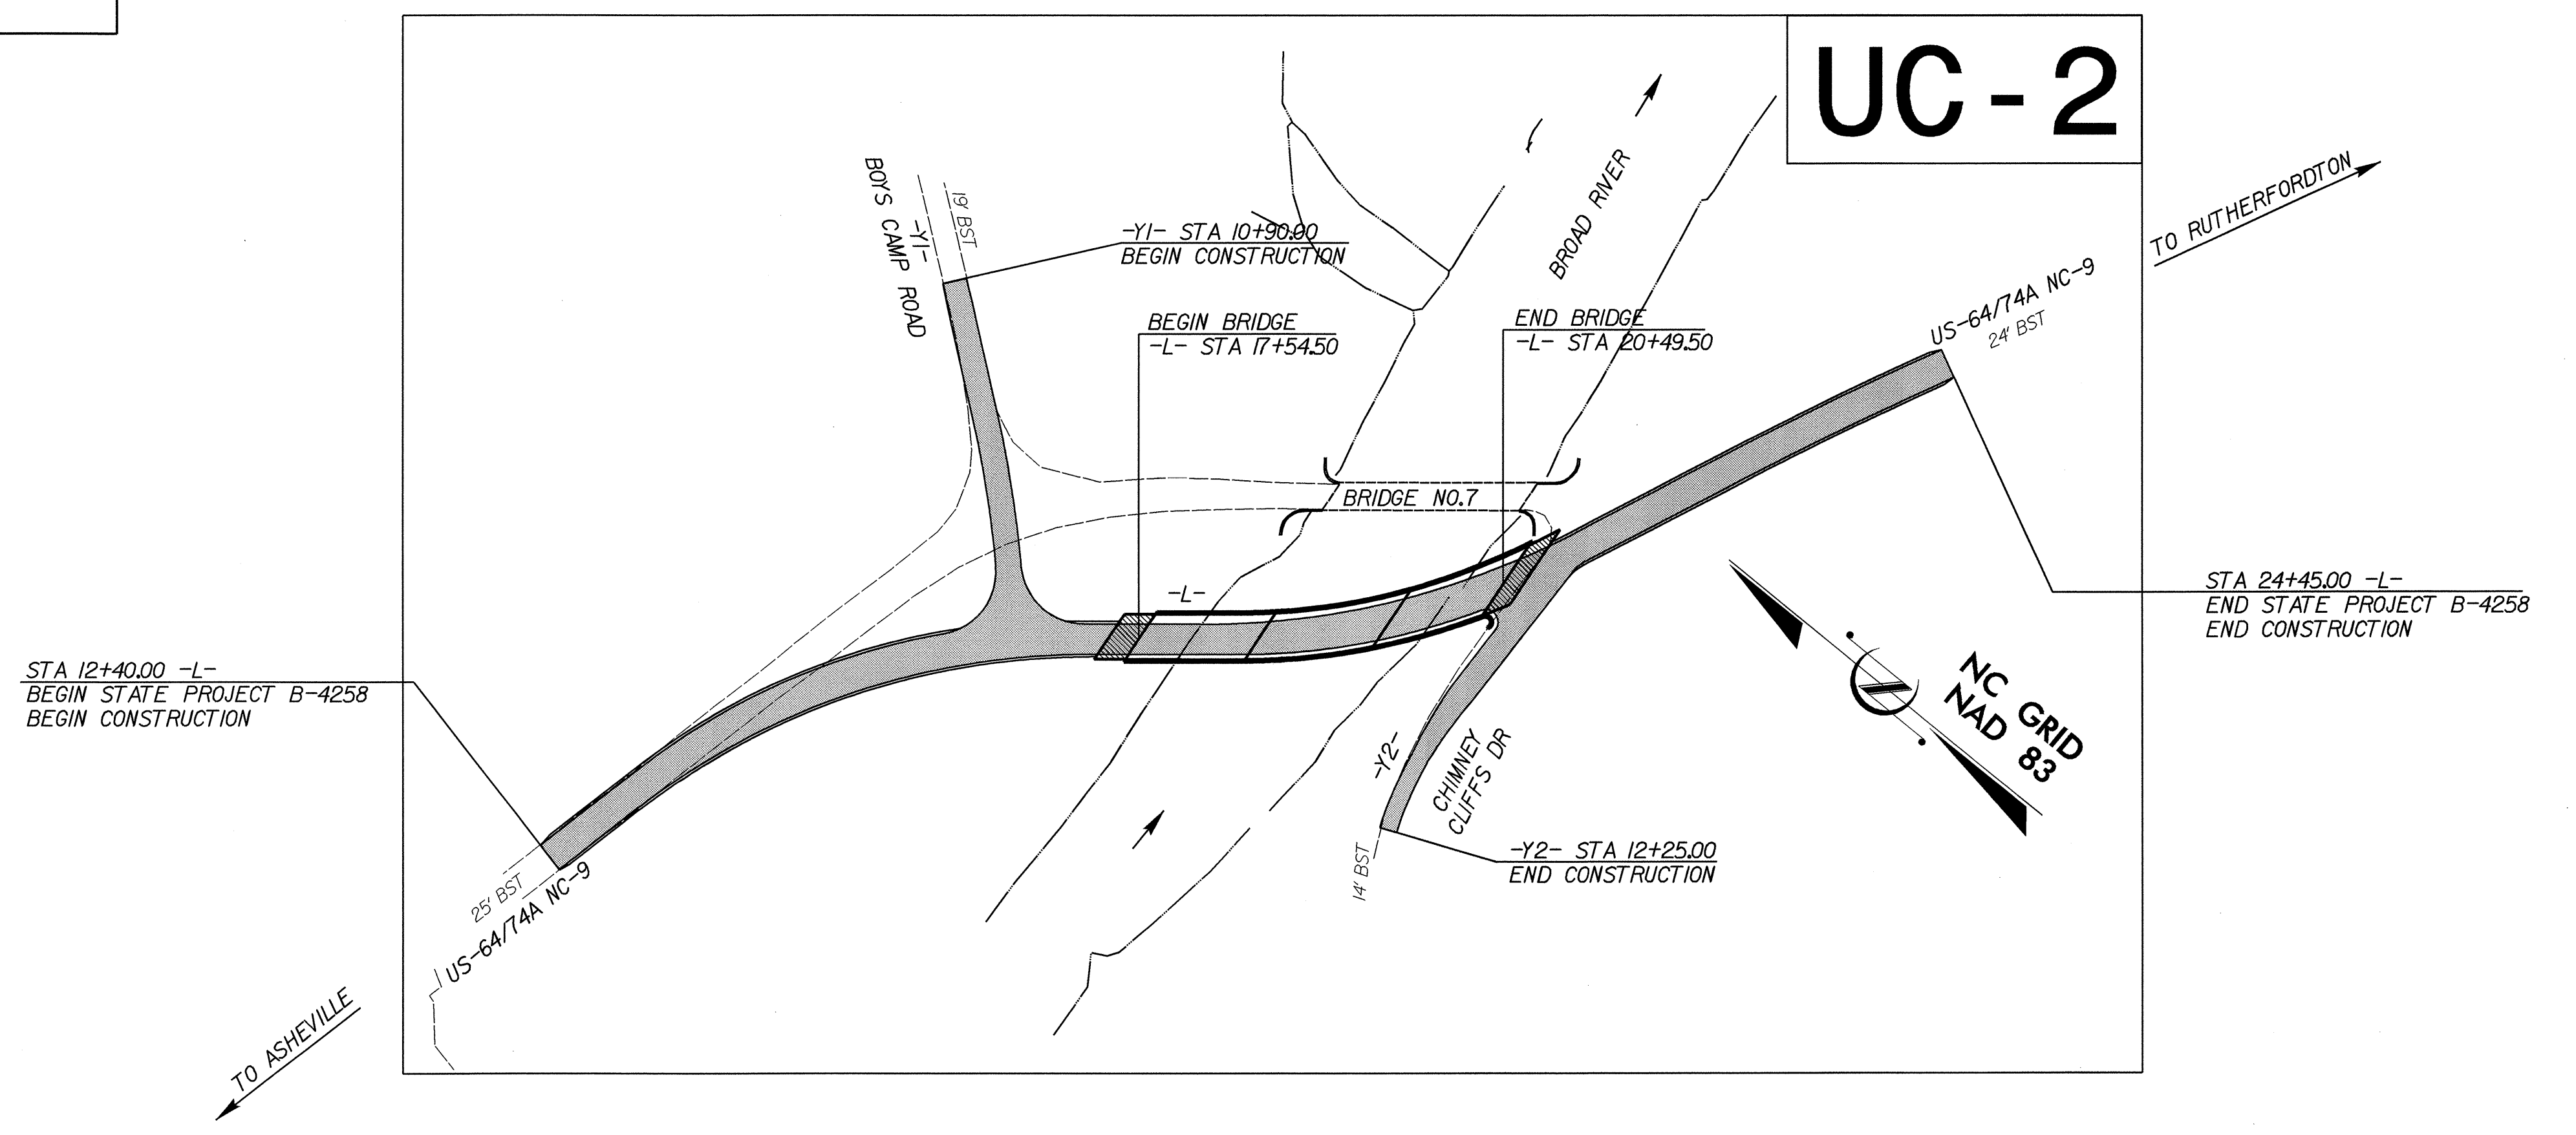 UC-2
TO RUTHERFORDTON
BOYS CAMP ROAD
-Y1-
19' BST
-Y1- STA 10+90.00
BEGIN CONSTRUCTION
BROAD RIVER
BEGIN BRIDGE
-L- STA 17+54.50
END BRIDGE
-L- STA 20+49.50
US-64/74A NC-9
24' BST
BRIDGE NO.7
-L-
STA 24+45.00 -L-
END STATE PROJECT B-4258
END CONSTRUCTION
NC GRID
NAD 83
STA 12+40.00 -L-
BEGIN STATE PROJECT B-4258
BEGIN CONSTRUCTION
-Y2-
CHIMNEY
CLIFFS DR
14' BST
-Y2- STA 12+25.00
END CONSTRUCTION
25' BST
US-64/74A NC-9
TO ASHEVILLE